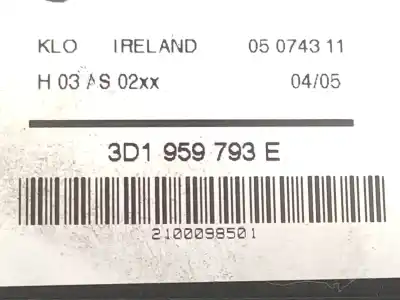 KLO IRELAND 05 0743 11
H 03 AS 02xx 04/05
3D1 959 793 E
2100098501